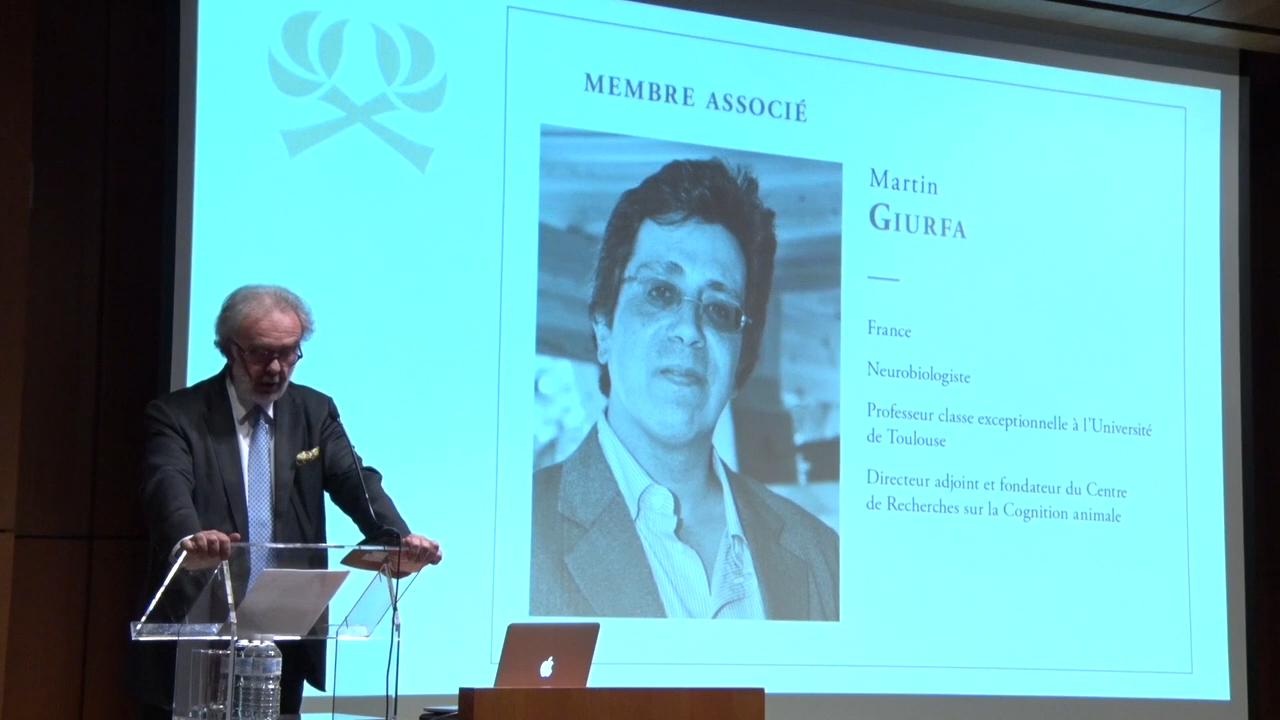 MEMBRE ASSOCIÉ
Martin
GIURFA
France
Neurobiologiste
Professeur classe exceptionnelle à l'Université
de Toulouse
Directeur adjoint et fondateur du Centre
de Recherches sur la Cognition animale